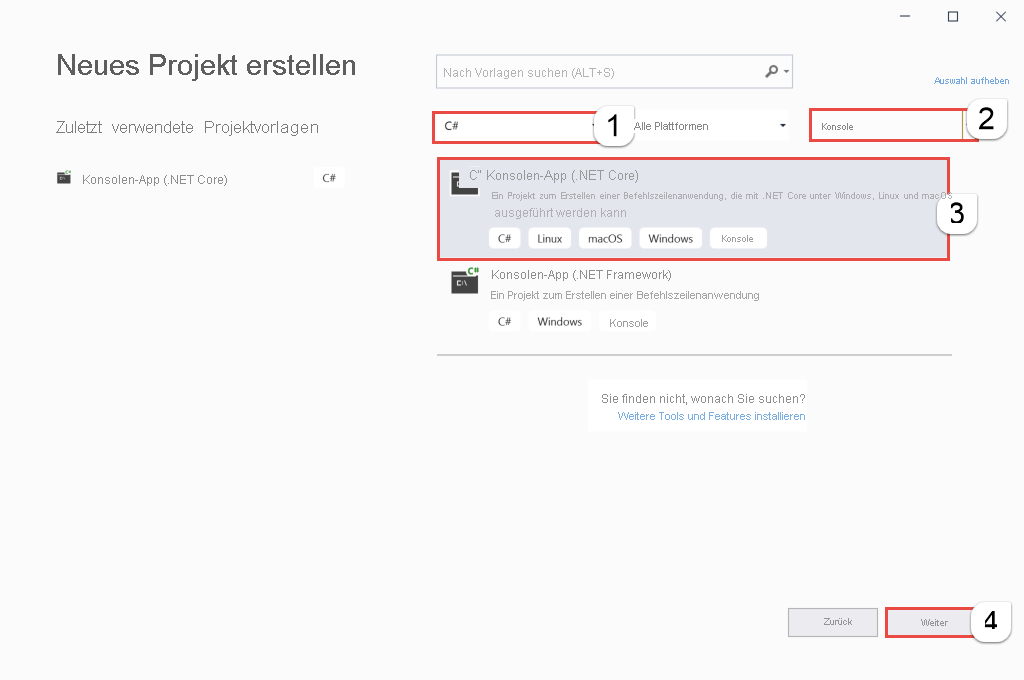 Neues Projekt erstellen
Nach Vorlagen suchen (ALT+S)
Auswahl aufheben
Zuletzt verwendete Projektvorlagen
C#
1
Alle Plattformen
Konsole
2
Konsolen-App (.NET Core)
C#
C" Konsolen-App (.NET Core)
Ein Projekt zum Erstellen einer Befehlszeilenanwendung, die mit .NET Core unter Windows, Linux und macOS
ausgeführt werden kann
3
C# Linux macOS Windows Konsole
C#
Konsolen-App (.NET Framework)
Ein Projekt zum Erstellen einer Befehlszeilenanwendung
C# Windows Konsole
Sie finden nicht, wonach Sie suchen?
Weitere Tools und Features installieren
Zurück
Weiter
4